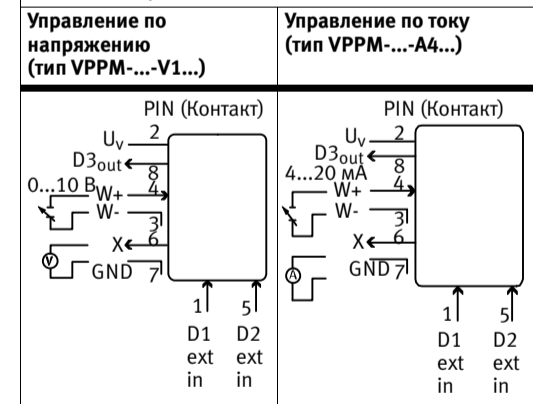 Управление по
напряжению
(тип VPPM-...-V1...)
Управление по току
(тип VPPM-...-A4...)
PIN (Контакт)
Uv 2
D3out
8
0...10 В W+ 4
W-
3
X 6
V
GND 7
1 5
D1 D2
ext ext
in in
PIN (Контакт)
Uv 2
D3out
8
4...20 мА
W+ 4
W-
3
X 6
A
GND 7
1 5
D1 D2
ext ext
in in